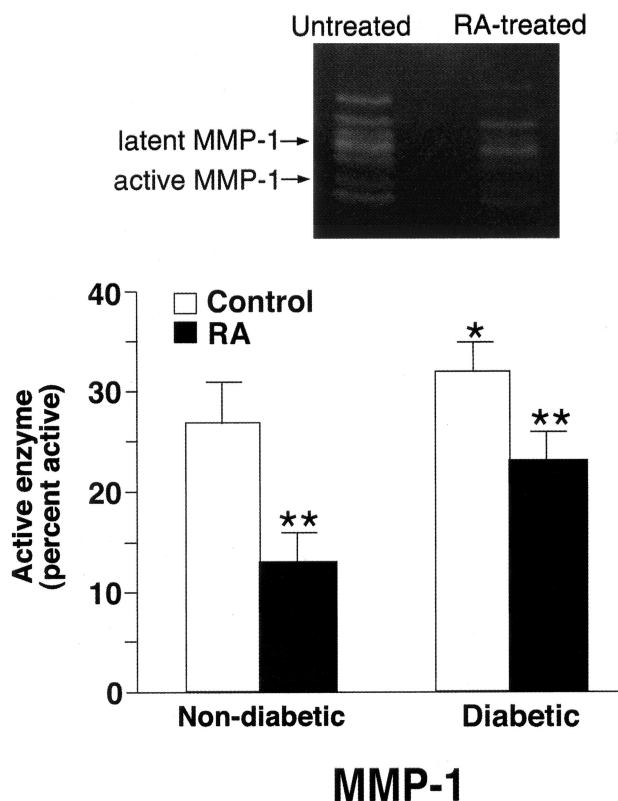 Untreated RA-treated
latent MMP-1→
active MMP-1→
Control
RA
Active enzyme
(percent active)
40
30
20
10
0
*
**
**
Non-diabetic Diabetic
MMP-1